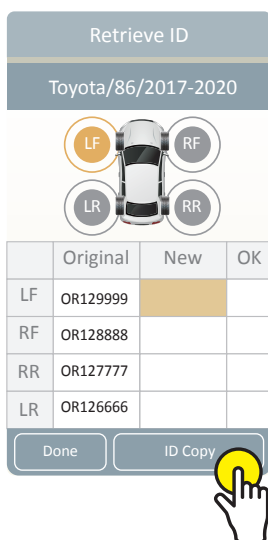 Retrieve ID
Toyota/86/2017-2020
LF RF
LR RR
Original New OK
LF OR129999
RF OR128888
RR OR127777
LR OR126666
Done ID Copy